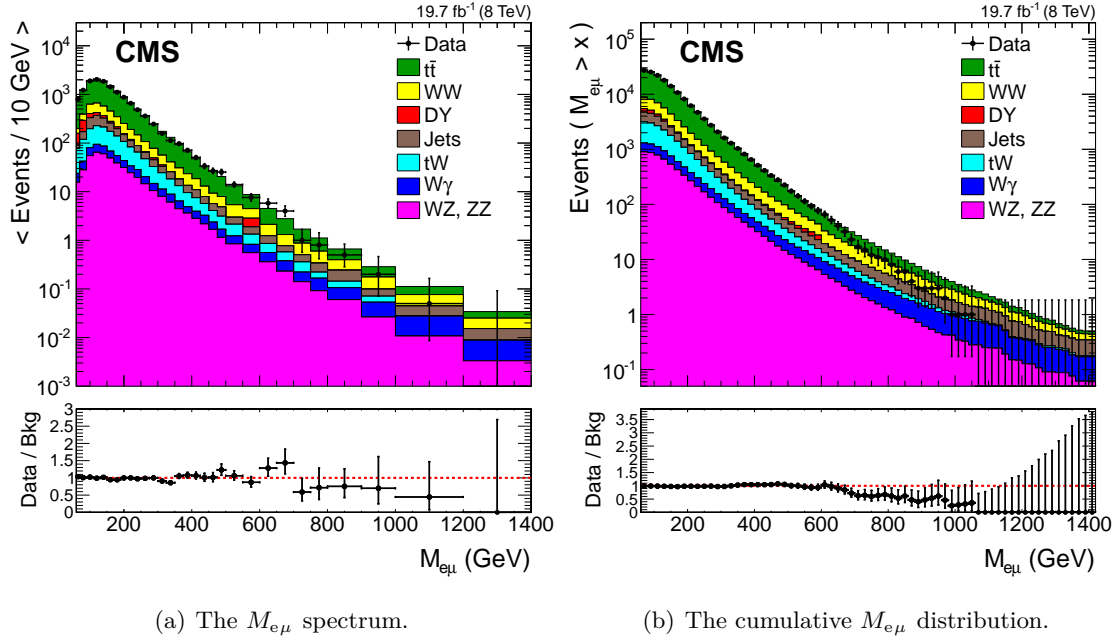 19.7 fb⁻¹ (8 TeV)
CMS
< Events / 10 GeV >
10⁴
10³
10²
10
1
10⁻¹
10⁻²
10⁻³
Data
tt̄
WW
DY
Jets
tW
Wγ
WZ, ZZ
Data / Bkg
3
2.5
2
1.5
1
0.5
0
200 400 600 800 1000 1200 1400
M_eμ (GeV)
(a) The M_eμ spectrum.
19.7 fb⁻¹ (8 TeV)
CMS
Events ( M_eμ > x )
10⁵
10⁴
10³
10²
10
1
10⁻¹
Data
tt̄
WW
DY
Jets
tW
Wγ
WZ, ZZ
Data / Bkg
3.5
3
2.5
2
1.5
1
0.5
0
200 400 600 800 1000 1200 1400
M_eμ (GeV)
(b) The cumulative M_eμ distribution.